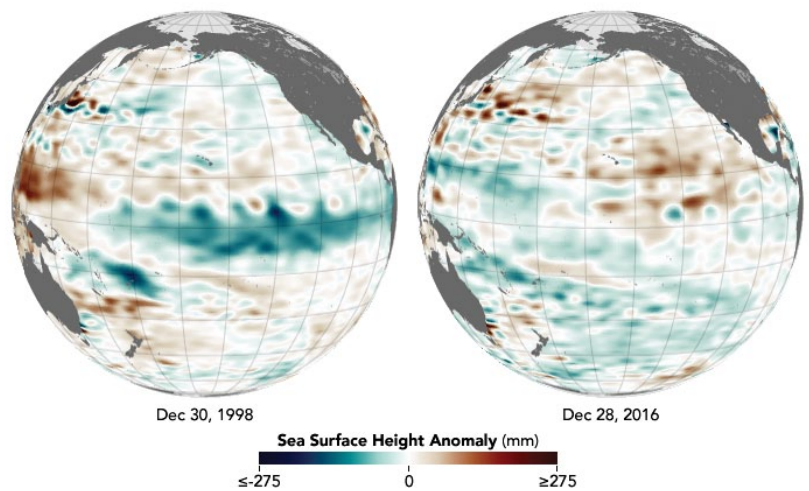 Dec 30, 1998
Dec 28, 2016
Sea Surface Height Anomaly (mm)
≤-275 0 ≥275